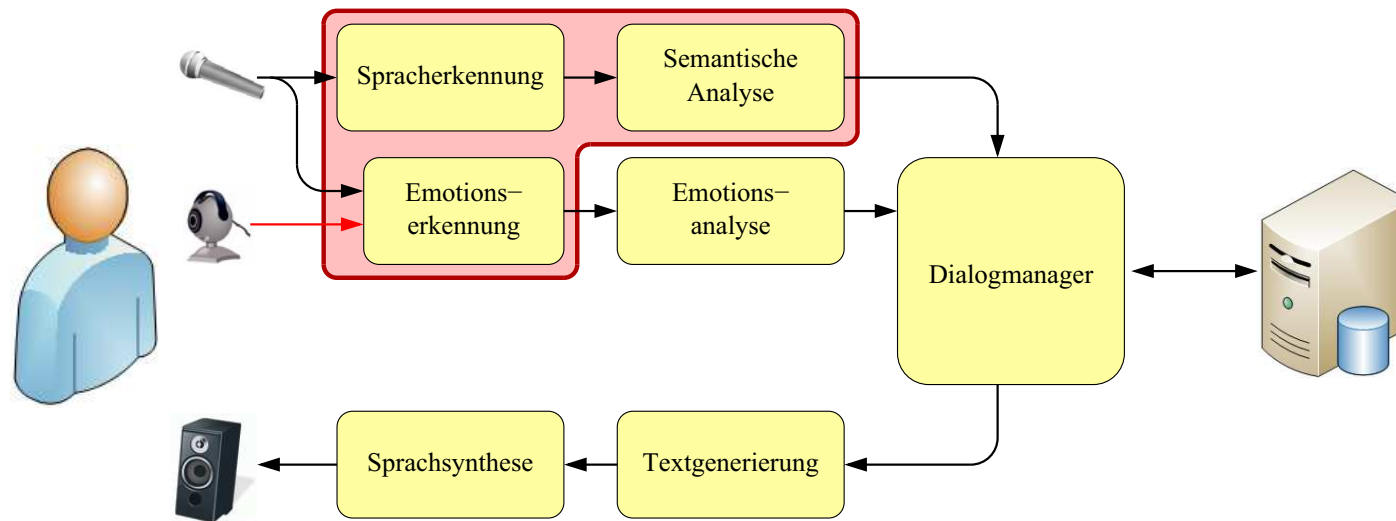 Spracherkennung
Semantische
Analyse
Emotions−
erkennung
Emotions−
analyse
Dialogmanager
Sprachsynthese
Textgenerierung